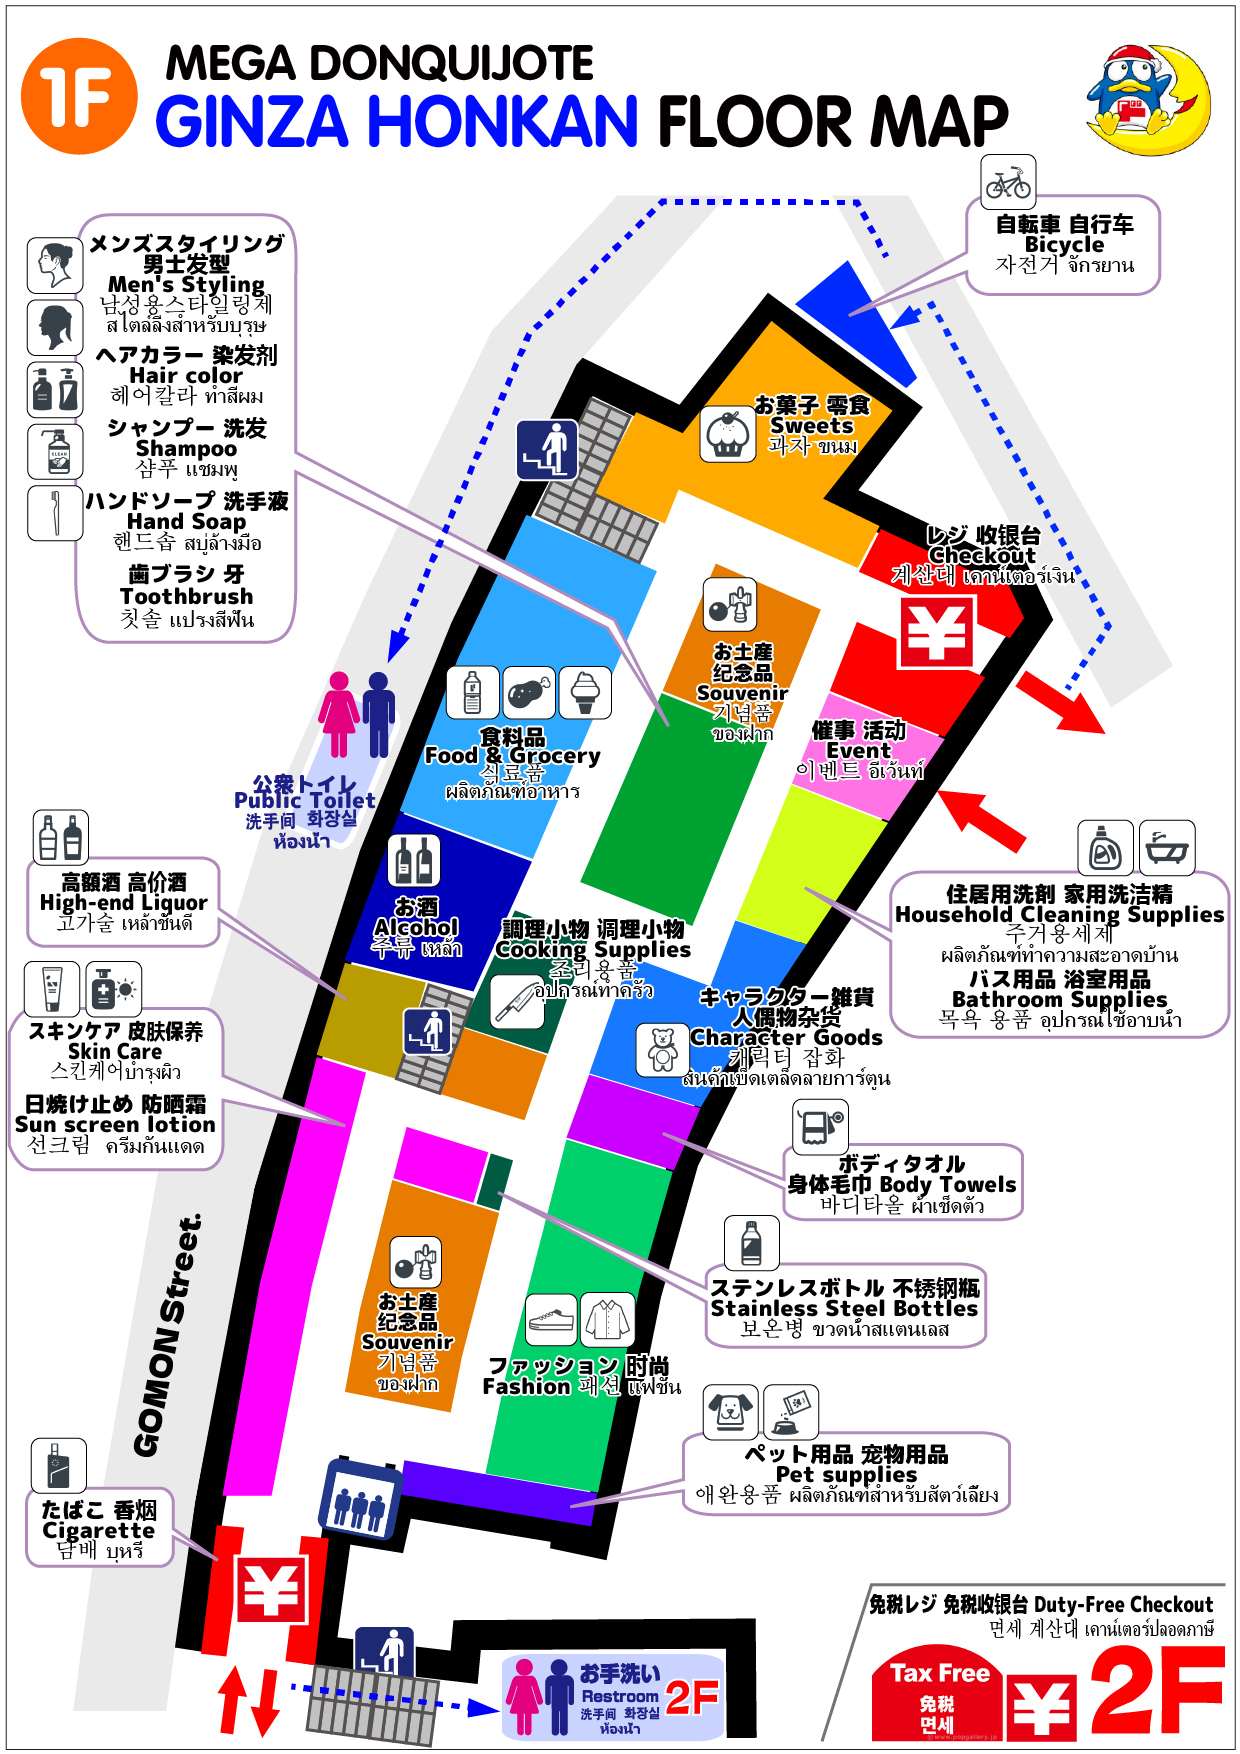 1F
MEGA DONQUIJOTE
GINZA HONKAN FLOOR MAP
自転車 自行车
Bicycle
자전거 จักรยาน
メンズスタイリング
男士发型
Men's Styling
남성용스타일링제
สไตล์ลิ่งสำหรับบุรุษ
ヘアカラー 染发剂
Hair color
헤어칼라 ทำสีผม
シャンプー 洗发
Shampoo
샴푸 แชมพู
ハンドソープ 洗手液
Hand Soap
핸드솝 สบู่ล้างมือ
歯ブラシ 牙
Toothbrush
칫솔 แปรงสีฟัน
CLEAN
お菓子 零食
Sweets
과자 ขนม
レジ 收银台
Checkout
계산대 เคาน์เตอร์เงิน
お土産
纪念品
Souvenir
기념품
ของฝาก
催事 活动
Event
이벤트 อีเว้นท์
食料品
Food & Grocery
식료품
ผลิตภัณฑ์อาหาร
公衆トイレ
Public Toilet
洗手间 화장실
ห้องน้ำ
高額酒 高价酒
High-end Liquor
고가술 เหล้าชั้นดี
お酒
Alcohol
주류 เหล้า
調理小物 调理小物
Cooking Supplies
조리용품
อุปกรณ์ทำครัว
住居用洗剤 家用洗洁精
Household Cleaning Supplies
주거용세제
ผลิตภัณฑ์ทำความสะอาดบ้าน
バス用品 浴室用品
Bathroom Supplies
목욕 용품 อุปกรณ์ใช้อาบน้ำ
キャラクター雑貨
人偶物杂货
Character Goods
캐릭터 잡화
สินค้าเบ็ดเตล็ดลายการ์ตูน
スキンケア 皮肤保养
Skin Care
스킨케어บำรุงผิว
日焼け止め 防晒霜
Sun screen lotion
선크림 ครีมกันแดด
ボディタオル
身体毛巾 Body Towels
바디타올 ผ้าเช็ดตัว
ステンレスボトル 不锈钢瓶
Stainless Steel Bottles
보온병 ขวดน้ำสแตนเลส
GOMON Street.
お土産
纪念品
Souvenir
기념품
ของฝาก
ファッション 时尚
Fashion 패션 แฟชั่น
ペット用品 宠物用品
Pet supplies
애완용품 ผลิตภัณฑ์สำหรับสัตว์เลี้ยง
たばこ 香烟
Cigarette
담배 บุหรี่
¥
¥
お手洗い
Restroom
洗手间 화장실
ห้องน้ำ
2F
免税レジ 免税收银台 Duty-Free Checkout
면세 계산대 เคาน์เตอร์ปลอดภาษี
Tax Free
免税
면세
¥
2F
©www.popgallery.jp